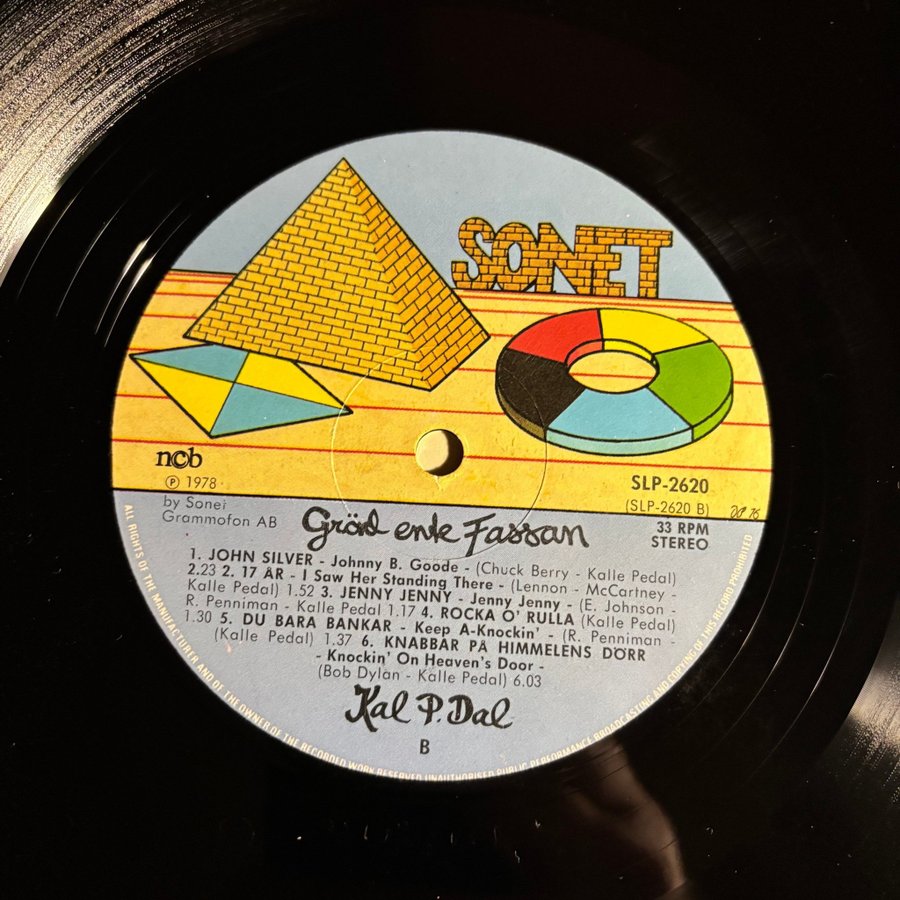 SONET
ncb
℗ 1978
by Sonet
Grammofon AB
SLP-2620
(SLP-2620 B)
33 RPM
STEREO
Gräd ente Fassan
1. JOHN SILVER - Johnny B. Goode - (Chuck Berry - Kalle Pedal)
2.23 2. 17 ÅR - I Saw Her Standing There - (Lennon - McCartney -
Kalle Pedal) 1.52 3. JENNY JENNY - Jenny Jenny - (E. Johnson -
R. Penniman - Kalle Pedal 1.17 4. ROCKA O' RULLA (Kalle Pedal)
1.30 5. DU BARA BANKAR - Keep A-Knockin' - (R. Penniman -
(Kalle Pedal) 1.37 6. KNABBAR PÅ HIMMELENS DÖRR
- Knockin' On Heaven's Door -
(Bob Dylan - Kalle Pedal) 6.03
Kal P. Dal
B
ALL RIGHTS OF THE MANUFACTURER AND OF THE OWNER OF THE RECORDED WORK RESERVED UNAUTHORISED PUBLIC PERFORMANCE BROADCASTING AND COPYING OF THIS RECORD PROHIBITED